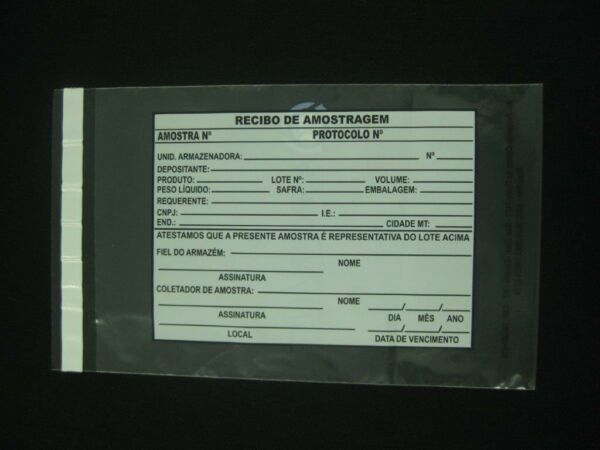 RECIBO DE AMOSTRAGEM
AMOSTRA Nº PROTOCOLO Nº
UNID. ARMAZENADORA: Nº
DEPOSITANTE:
PRODUTO: LOTE Nº: VOLUME:
PESO LÍQUIDO: SAFRA: EMBALAGEM:
REQUERENTE:
CNPJ: I.E.:
END.: CIDADE MT:
ATESTAMOS QUE A PRESENTE AMOSTRA É REPRESENTATIVA DO LOTE ACIMA
FIEL DO ARMAZÉM:
NOME
ASSINATURA
COLETADOR DE AMOSTRA:
NOME / /
ASSINATURA DIA MÊS ANO
/ /
LOCAL DATA DE VENCIMENTO